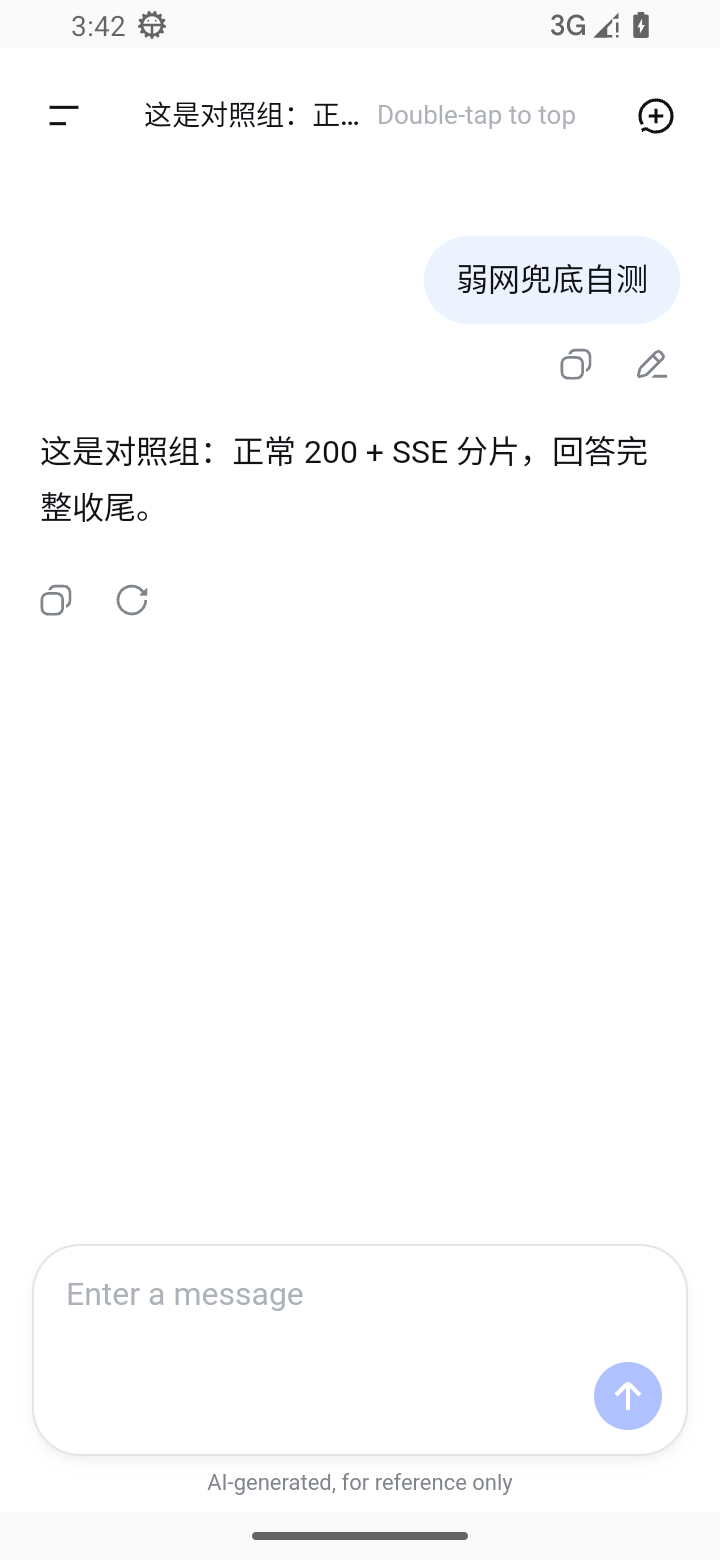 3:42
3G
这是对照组：正… Double-tap to top
弱网兜底自测
这是对照组：正常 200 + SSE 分片，回答完
整收尾。
Enter a message
AI-generated, for reference only